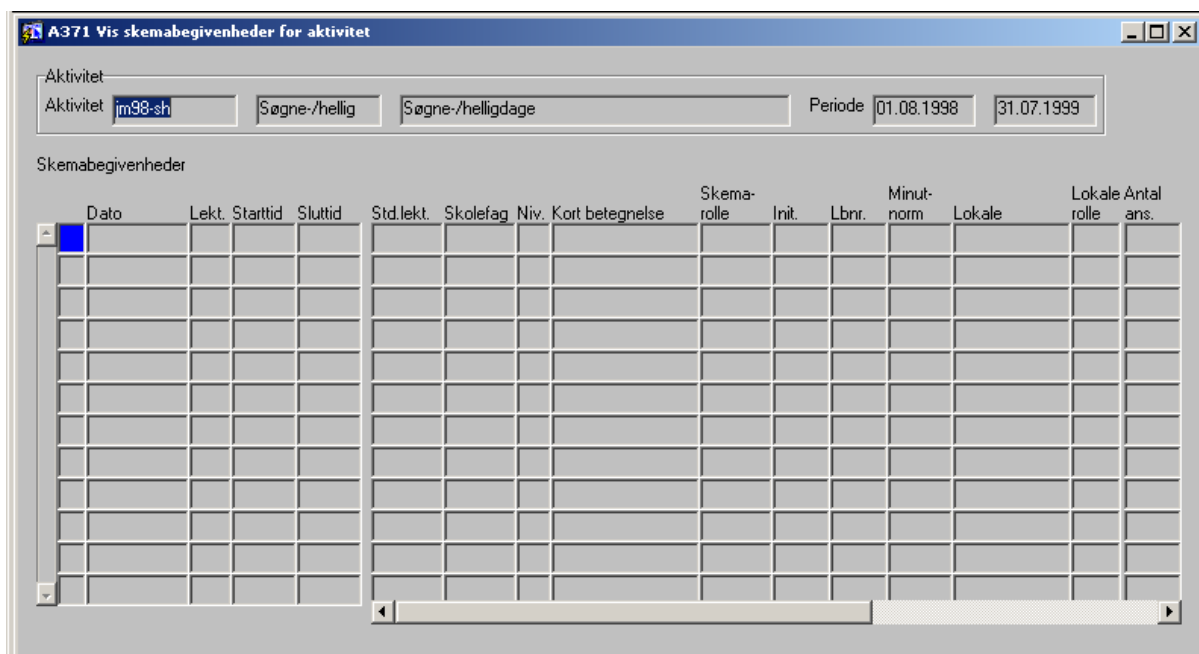 A371 Vis skemabegivenheder for aktivitet
Aktivitet
Aktivitet jm98-sh Søgne-/hellig Søgne-/helligdage Periode 01.08.1998 31.07.1999
Skemabegivenheder
Skema- Minut- Lokale Antal
Dato Lekt. Starttid Sluttid Std.lekt. Skolefag Niv. Kort betegnelse rolle Init. Lbnr. norm Lokale rolle ans.